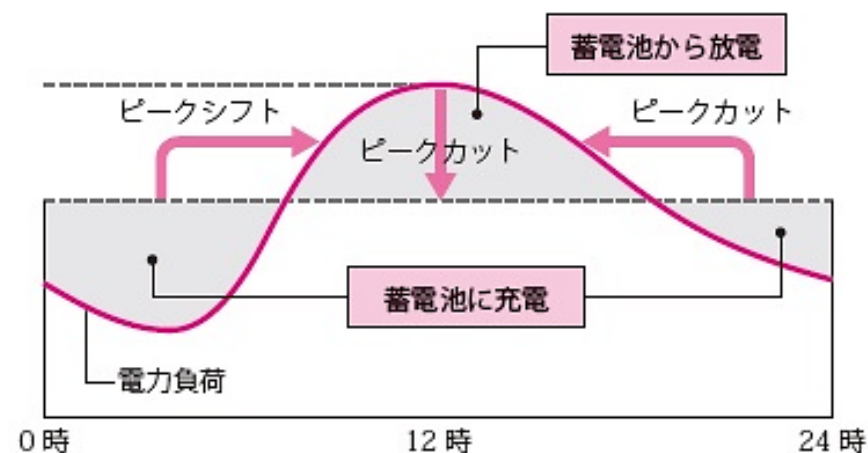 蓄電池から放電
ピークシフト
ピークカット
ピークカット
蓄電池に充電
電力負荷
0時
12時
24時